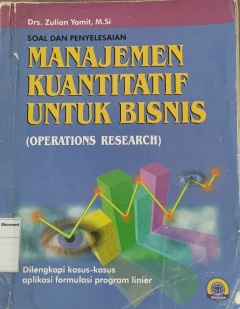 Drs. Zulian Yamit, M.Si
SOAL DAN PENYELESAIAN
MANAJEMEN
KUANTITATIF
UNTUK BISNIS
(OPERATIONS RESEARCH)
Ekonomi
Dilengkapi kasus-kasus
aplikasi formulasi program linier